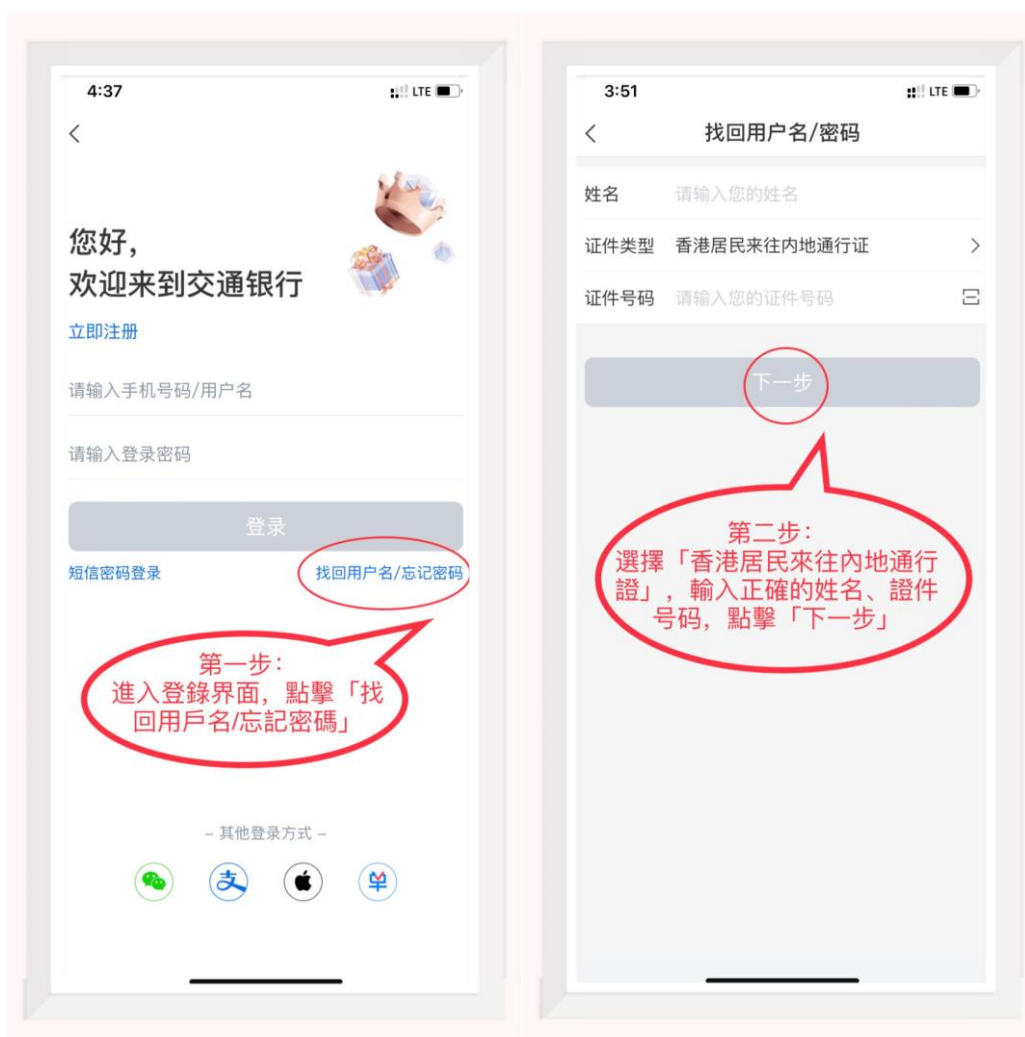 4:37
LTE
您好，
欢迎来到交通银行
立即注册
请输入手机号码/用户名
请输入登录密码
登录
短信密码登录
找回用户名/忘记密码
第一步：
進入登錄界面，點擊「找
回用戶名/忘記密碼」
– 其他登录方式 –
支
3:51
LTE
找回用户名/密码
姓名
请输入您的姓名
证件类型
香港居民来往内地通行证
证件号码
请输入您的证件号码
下一步
第二步：
選擇「香港居民來往內地通行
證」，輸入正確的姓名、證件
号码，點擊「下一步」